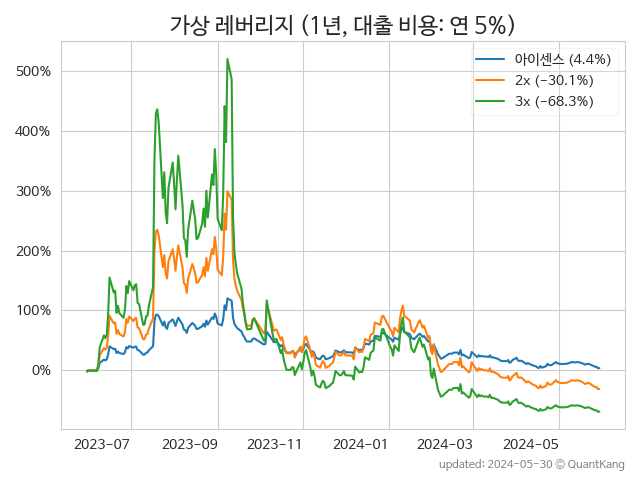 가상 레버리지 (1년, 대출 비용: 연 5%)
아이센스 (4.4%)
2x (−30.1%)
3x (−68.3%)
500%
400%
300%
200%
100%
0%
2023-07 2023-09 2023-11 2024-01 2024-03 2024-05
updated: 2024-05-30 © QuantKang